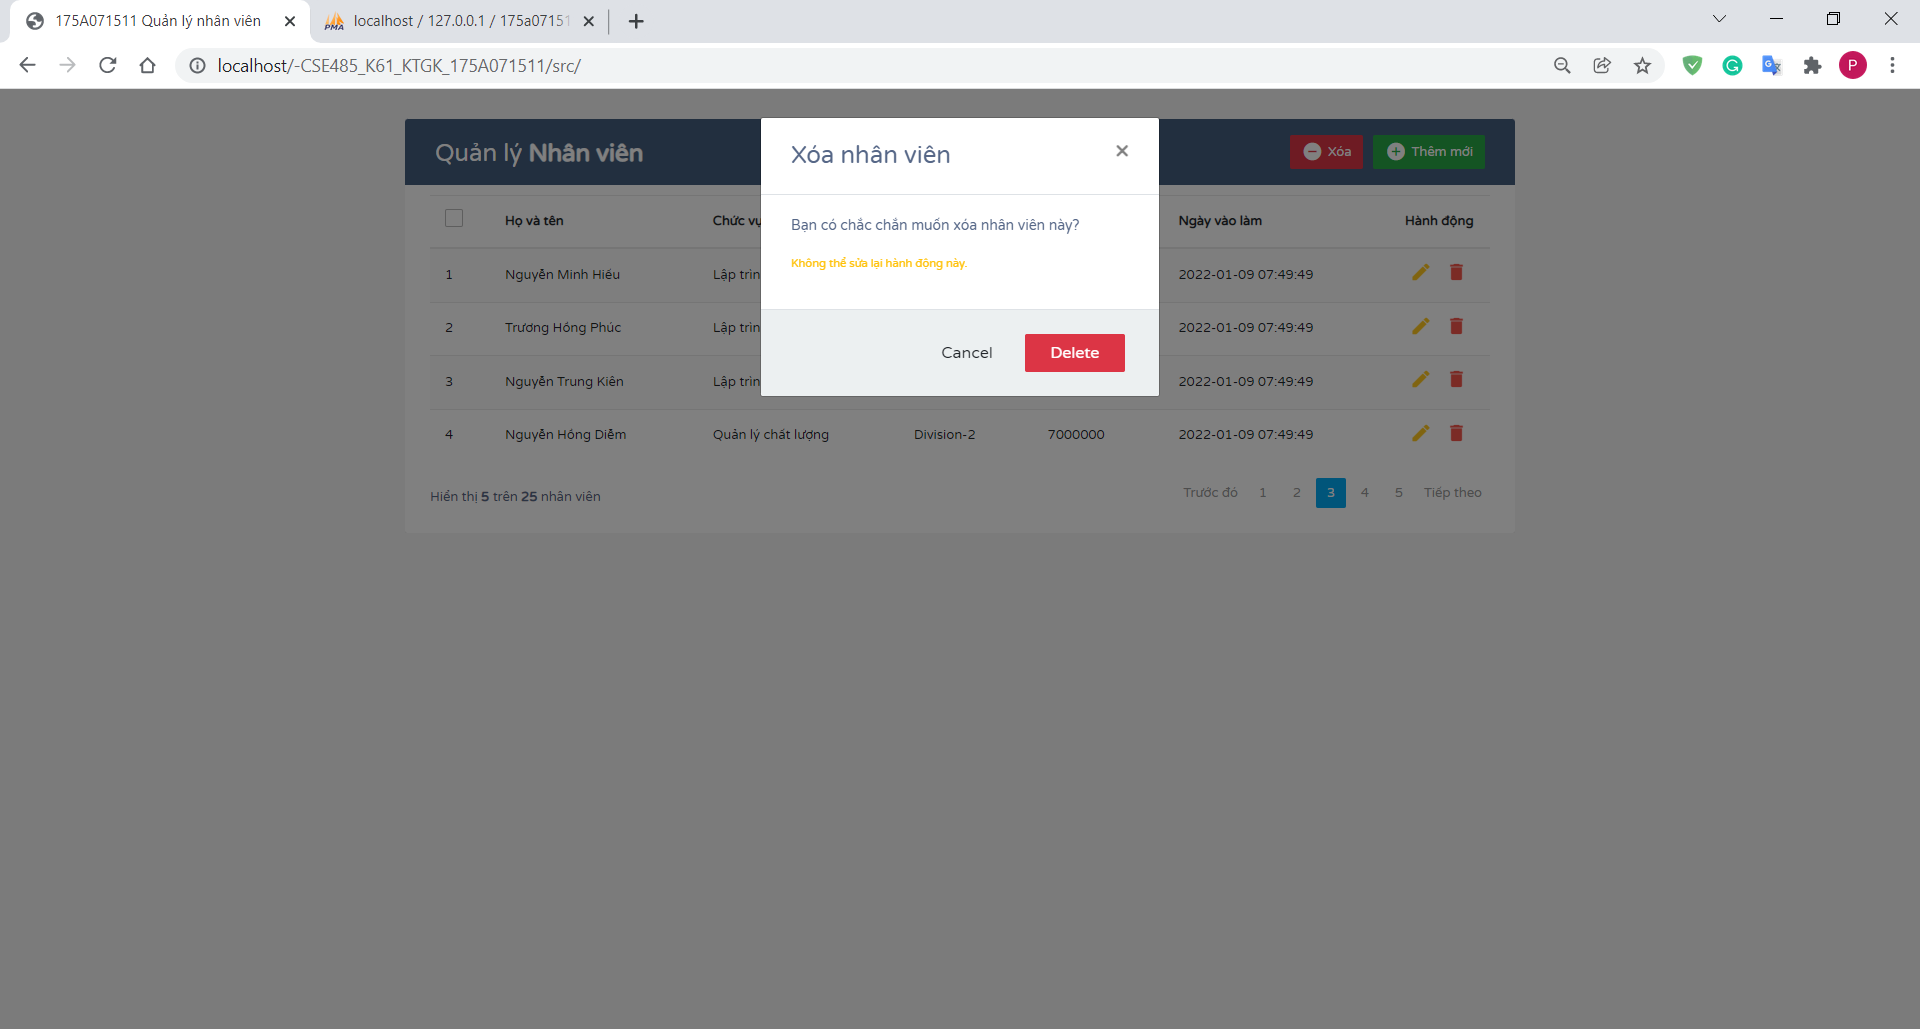 175A071511 Quản lý nhân viên
localhost / 127.0.0.1 / 175a07151
localhost/-CSE485_K61_KTGK_175A071511/src/
P
Quản lý Nhân viên
Xóa
Thêm mới
Xóa nhân viên
×
Bạn có chắc chắn muốn xóa nhân viên này?
Không thể sửa lại hành động này.
Cancel Delete
Họ và tên Chức vụ Ngày vào làm Hành động
1 Nguyễn Minh Hiếu Lập trìn 2022-01-09 07:49:49
2 Trương Hồng Phúc Lập trìn 2022-01-09 07:49:49
3 Nguyễn Trung Kiên Lập trìn 2022-01-09 07:49:49
4 Nguyễn Hồng Diễm Quản lý chất lượng Division-2 7000000 2022-01-09 07:49:49
Hiển thị 5 trên 25 nhân viên
Trước đó 1 2 3 4 5 Tiếp theo